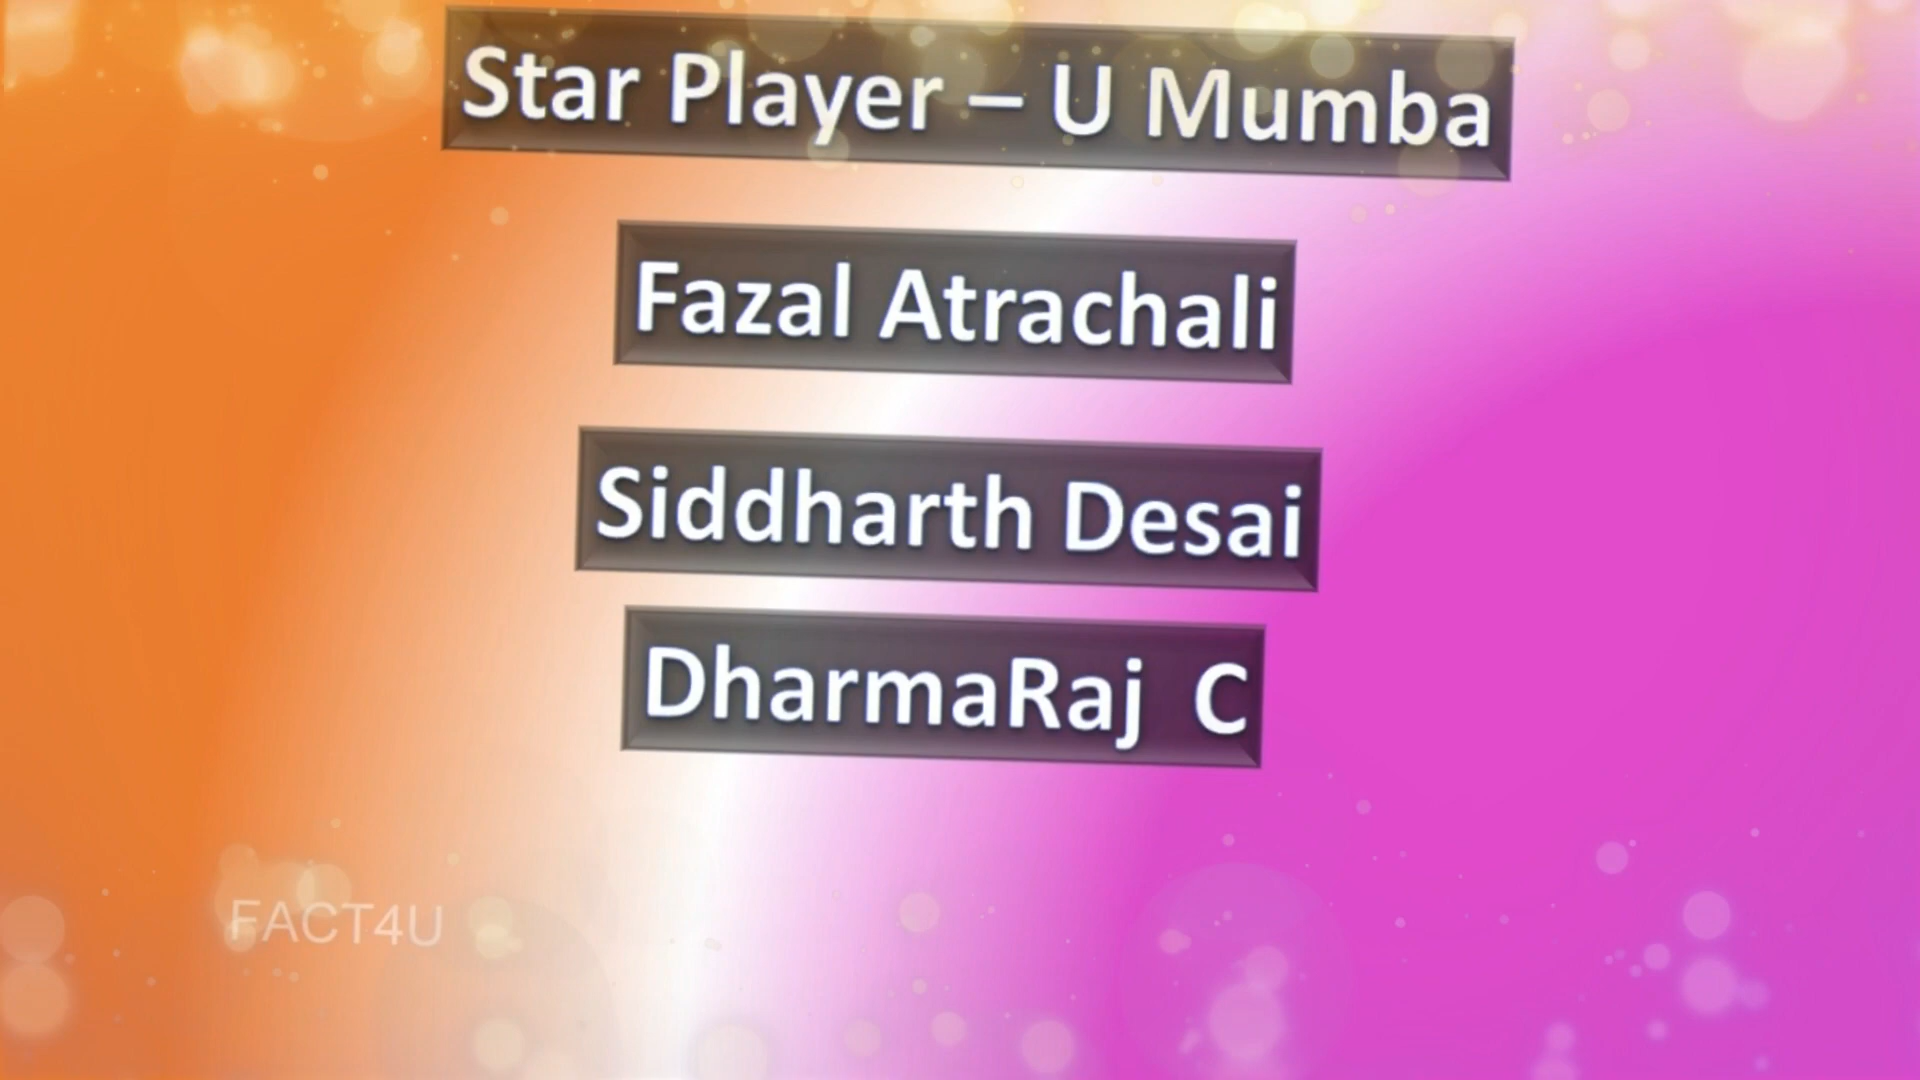 Star Player – U Mumba
Fazal Atrachali
Siddharth Desai
DharmaRaj C
FACT4U